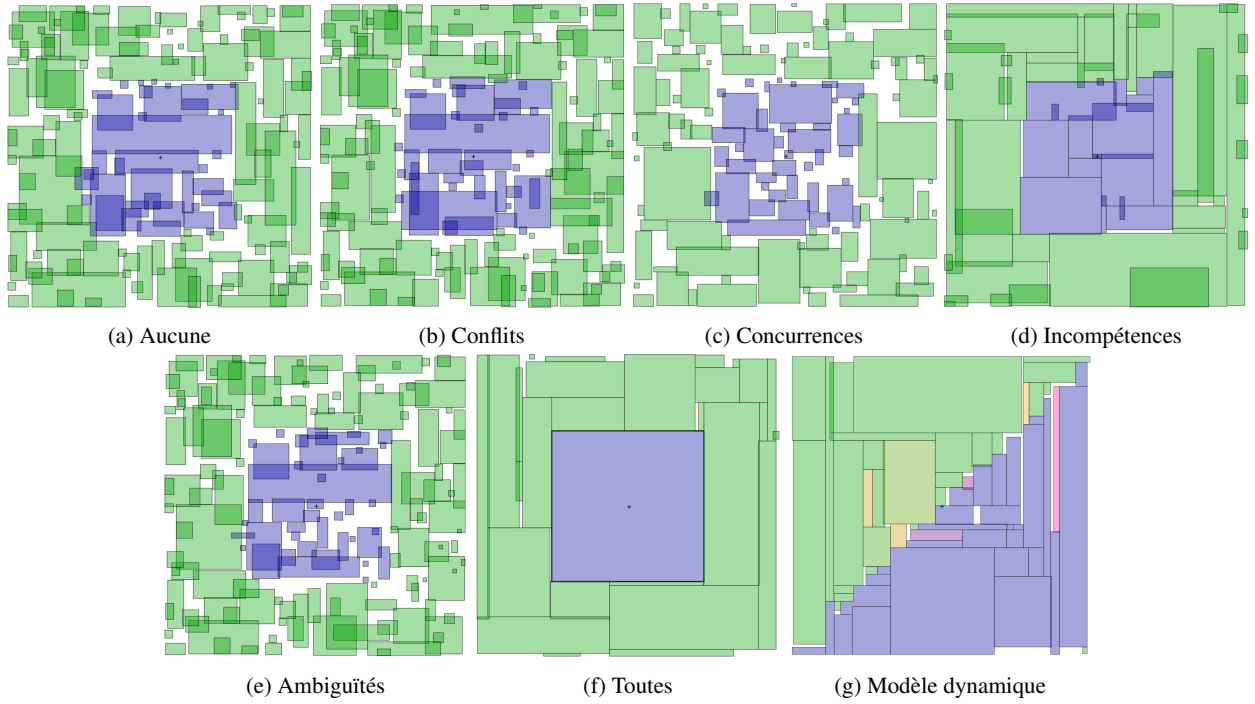 (a) Aucune
(b) Conflits
(c) Concurrences
(d) Incompétences
(e) Ambiguïtés
(f) Toutes
(g) Modèle dynamique